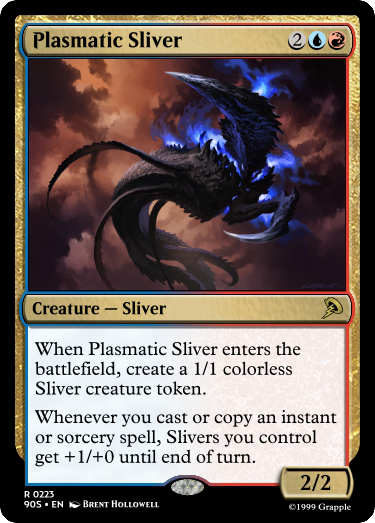 Plasmatic Sliver 2
Creature — Sliver
When Plasmatic Sliver enters the
battlefield, create a 1/1 colorless
Sliver creature token.
Whenever you cast or copy an instant
or sorcery spell, Slivers you control
get +1/+0 until end of turn.
2/2
R 0223
90S • EN Brent Hollowell
©1999 Grapple